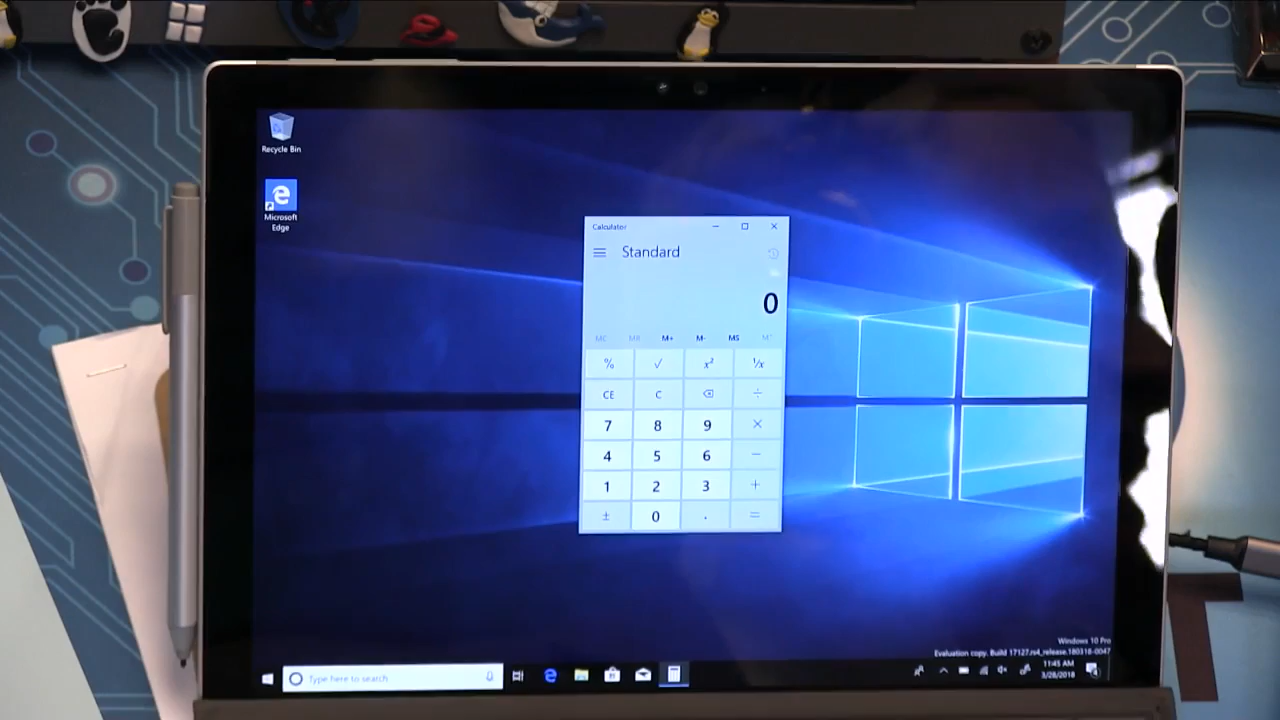 Recycle Bin
Microsoft
Edge
Calculator
Standard
0
MC MR M+ M- MS
% √ x² ¹/x
CE C ÷
7 8 9 ×
4 5 6 −
1 2 3 +
± 0 . =
Windows 10 Pro
Evaluation copy. Build 17127.rs4_release.180318-0047
Type here to search
11:45 AM
3/28/2018